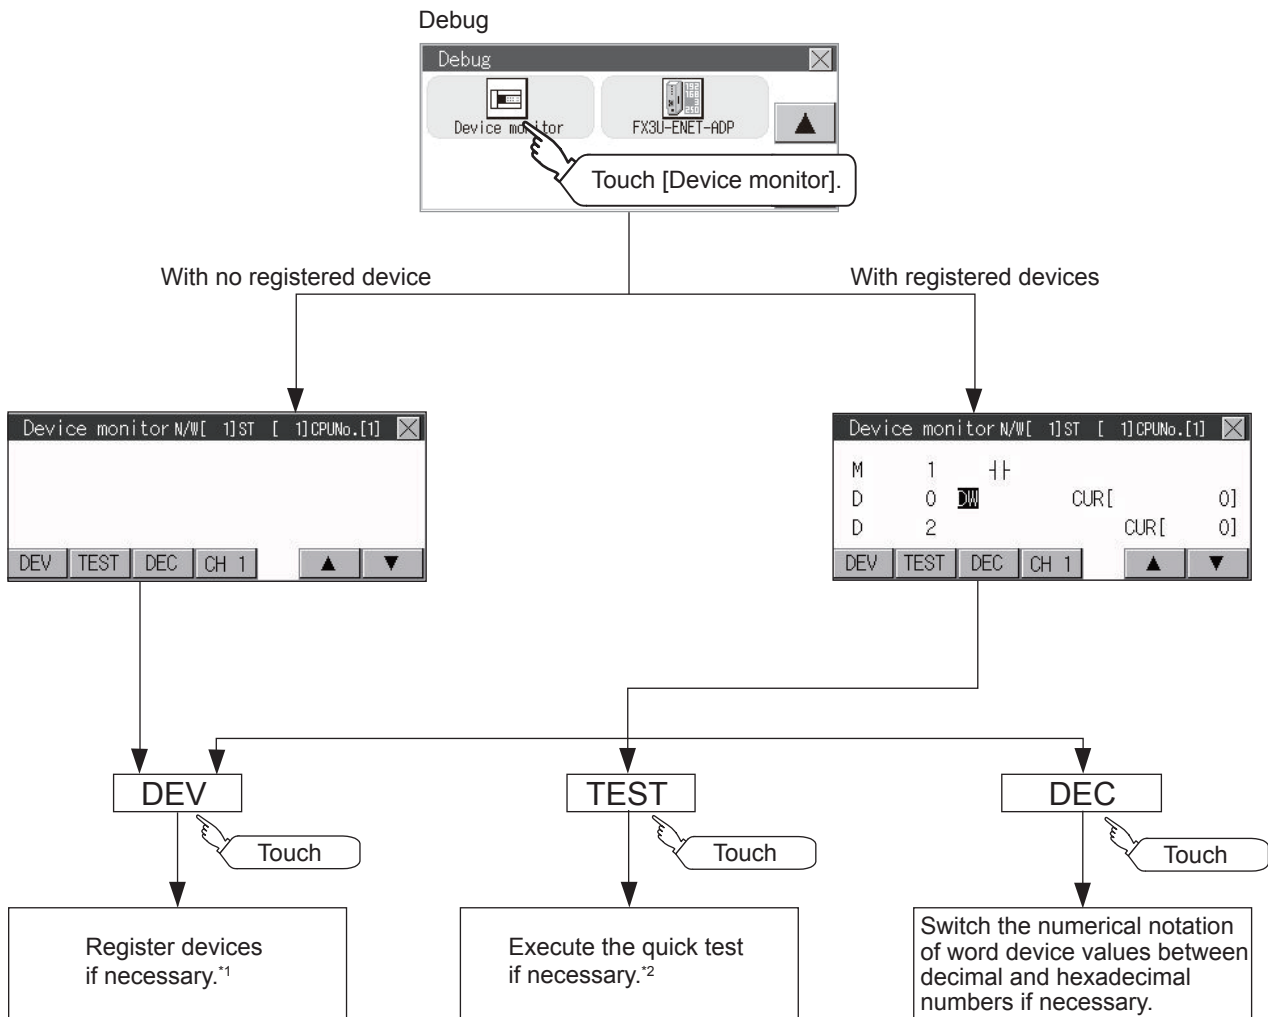 Debug
Debug
Device monitor
FX3U-ENET-ADP
192
168
3
250
▲
Touch [Device monitor].
With no registered device
With registered devices
Device monitor N/W[ 1]ST [ 1]CPUNo.[1]
DEV TEST DEC CH 1 ▲ ▼
Device monitor N/W[ 1]ST [ 1]CPUNo.[1]
M 1 ┤├
D 0 DW CUR[ 0]
D 2 CUR[ 0]
DEV TEST DEC CH 1 ▲ ▼
DEV
TEST
DEC
Touch
Touch
Touch
Register devices
if necessary.*1
Execute the quick test
if necessary.*2
Switch the numerical notation
of word device values between
decimal and hexadecimal
numbers if necessary.